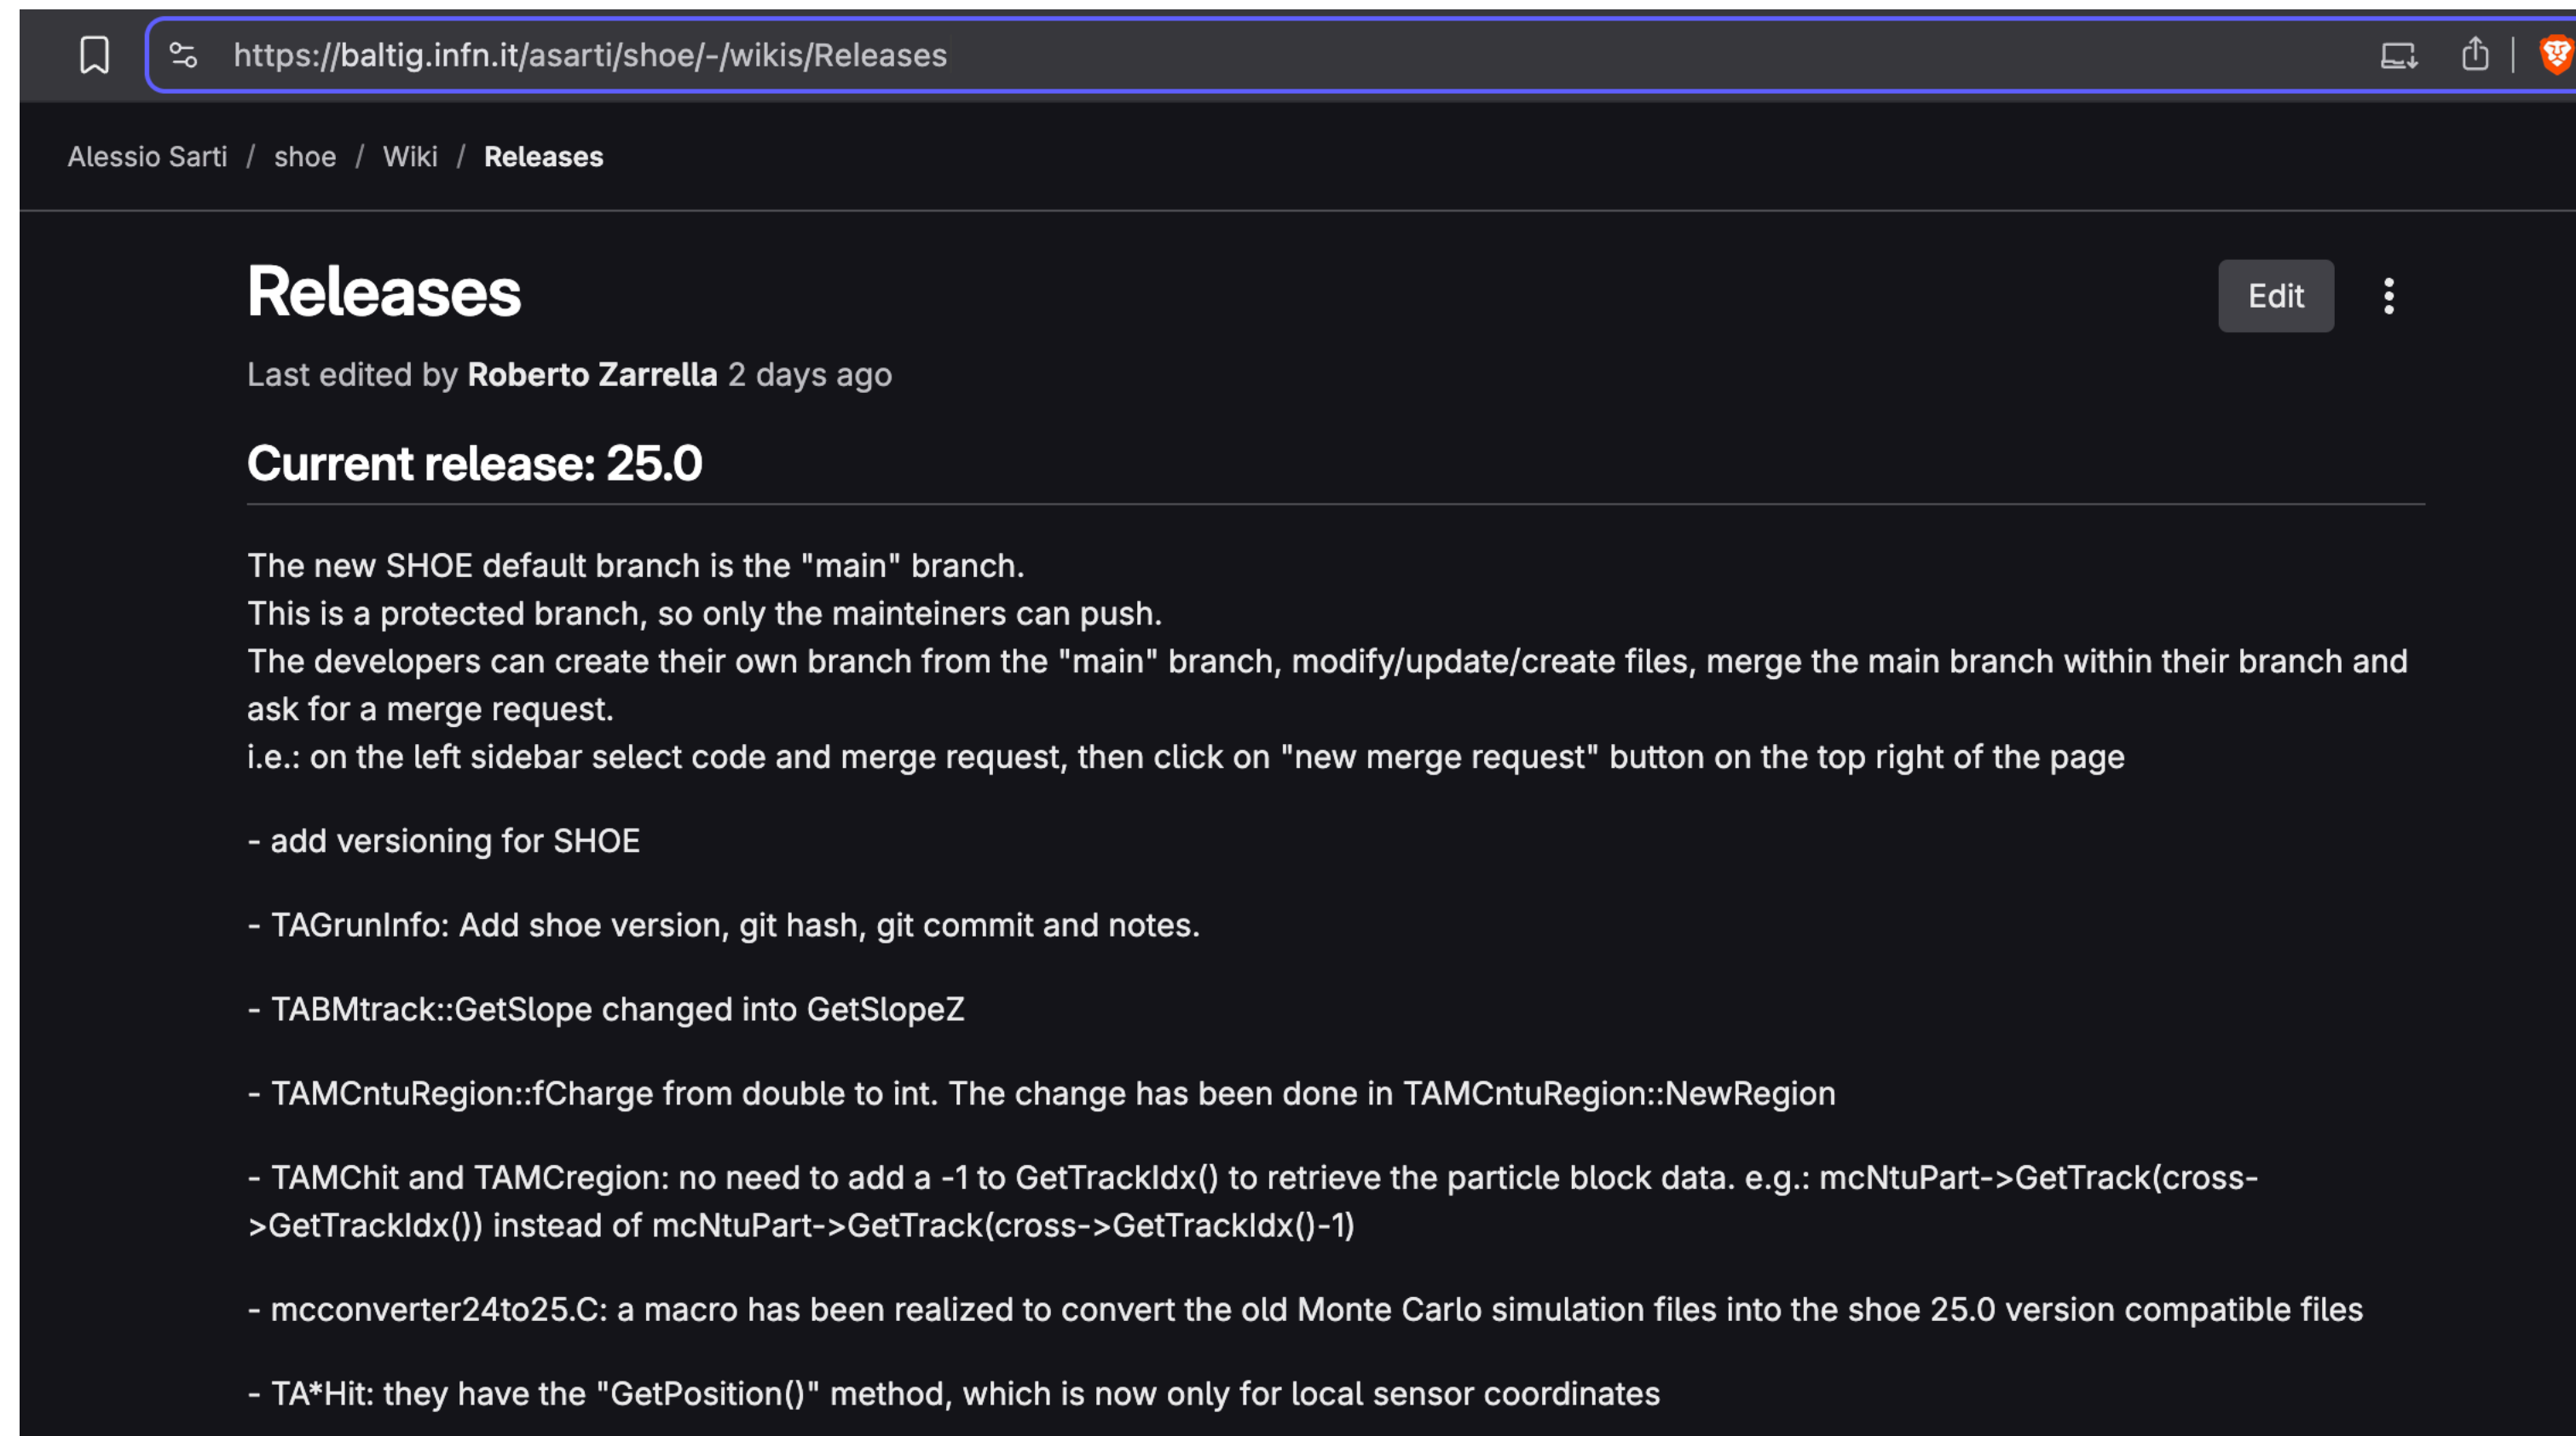 https://baltig.infn.it/asarti/shoe/-/wikis/Releases
Alessio Sarti / shoe / Wiki / Releases
Releases
Edit
Last edited by Roberto Zarrella 2 days ago
Current release: 25.0
The new SHOE default branch is the "main" branch.
This is a protected branch, so only the mainteiners can push.
The developers can create their own branch from the "main" branch, modify/update/create files, merge the main branch within their branch and
ask for a merge request.
i.e.: on the left sidebar select code and merge request, then click on "new merge request" button on the top right of the page
- add versioning for SHOE
- TAGrunInfo: Add shoe version, git hash, git commit and notes.
- TABMtrack::GetSlope changed into GetSlopeZ
- TAMCntuRegion::fCharge from double to int. The change has been done in TAMCntuRegion::NewRegion
- TAMChit and TAMCregion: no need to add a -1 to GetTrackIdx() to retrieve the particle block data. e.g.: mcNtuPart->GetTrack(cross-
>GetTrackIdx()) instead of mcNtuPart->GetTrack(cross->GetTrackIdx()-1)
- mcconverter24to25.C: a macro has been realized to convert the old Monte Carlo simulation files into the shoe 25.0 version compatible files
- TA*Hit: they have the "GetPosition()" method, which is now only for local sensor coordinates